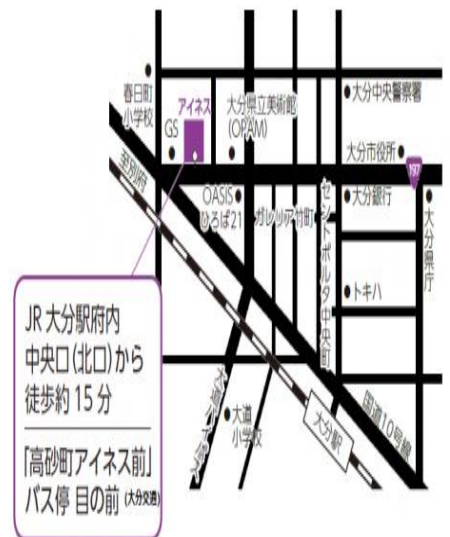 春日町
小学校
アイネス
GS
大分県立美術館
(OPAM)
大分中央警察署
大分市役所
197
至別府
OASIS
ひろば21
ガレリア竹町
セントポルタ中央町
大分銀行
大分県庁
トキハ
JR 大分駅府内
中央口(北口)から
徒歩約 15 分
「高砂町アイネス前」
バス停 目の前 (大分交通)
大道
小学校
大分駅
国道10号線